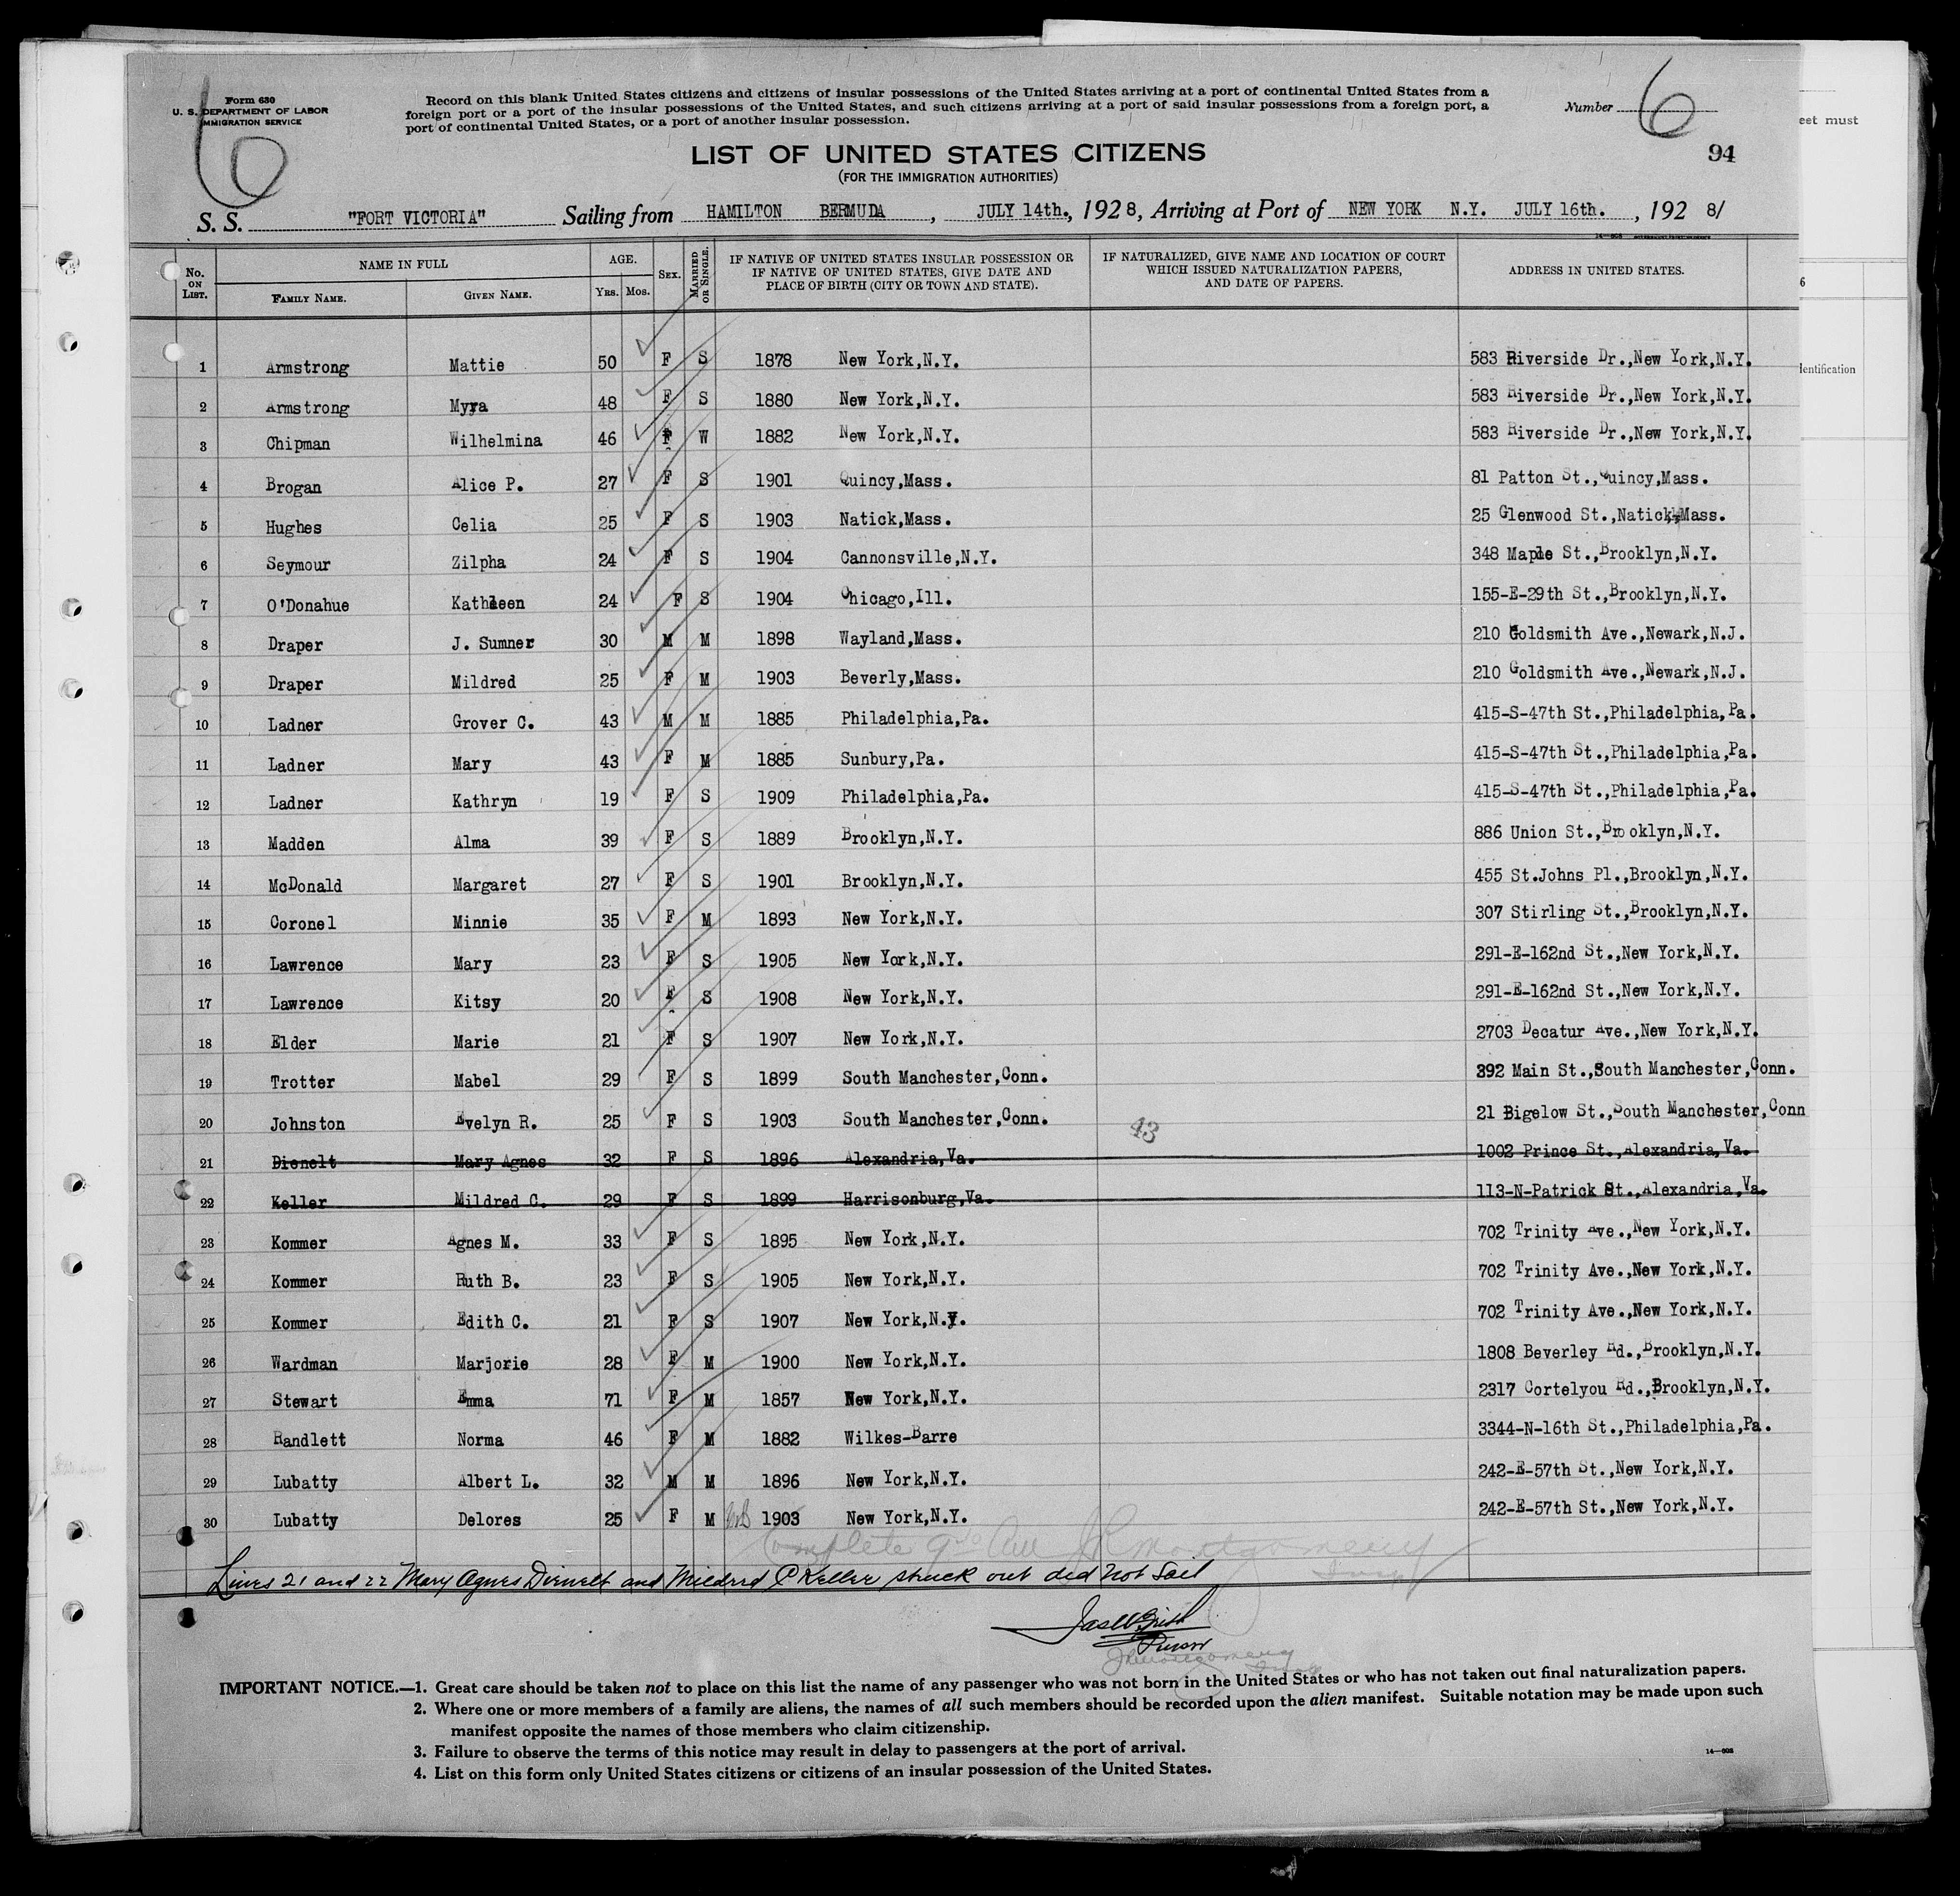 Form 630
U. S. DEPARTMENT OF LABOR
IMMIGRATION SERVICE
6
Record on this blank United States citizens and citizens of insular possessions of the United States arriving at a port of continental United States from a
foreign port or a port of the insular possessions of the United States, and such citizens arriving at a port of said insular possessions from a foreign port, a
port of continental United States, or a port of another insular possession.
Number 6
eet must
94
LIST OF UNITED STATES CITIZENS
(FOR THE IMMIGRATION AUTHORITIES)
S. S. "FORT VICTORIA" Sailing from HAMILTON BERMUDA, JULY 14th., 1928, Arriving at Port of NEW YORK N.Y. JULY 16th., 1928/
No. ON LIST. NAME IN FULL FAMILY NAME. GIVEN NAME. AGE. YRS. MOS. SEX. MARRIED OR SINGLE. IF NATIVE OF UNITED STATES INSULAR POSSESSION OR IF NATIVE OF UNITED STATES, GIVE DATE AND PLACE OF BIRTH (CITY OR TOWN AND STATE). IF NATURALIZED, GIVE NAME AND LOCATION OF COURT WHICH ISSUED NATURALIZATION PAPERS, AND DATE OF PAPERS. ADDRESS IN UNITED STATES.
6
dentification
1 Armstrong Mattie 50 F S 1878 New York,N.Y. 583 Riverside Dr.,New York,N.Y.
2 Armstrong Myra 48 F S 1880 New York,N.Y. 583 Riverside Dr.,New York,N.Y.
3 Chipman Wilhelmina 46 F W 1882 New York,N.Y. 583 Riverside Dr.,New York,N.Y.
4 Brogan Alice P. 27 F S 1901 Quincy,Mass. 81 Patton St.,Quincy,Mass.
5 Hughes Celia 25 F S 1903 Natick,Mass. 25 Glenwood St.,Natick,Mass.
6 Seymour Zilpha 24 F S 1904 Cannonsville,N.Y. 348 Maple St.,Brooklyn,N.Y.
7 O'Donahue Kathleen 24 F S 1904 Chicago,Ill. 155-E-29th St.,Brooklyn,N.Y.
8 Draper J. Sumner 30 M M 1898 Wayland,Mass. 210 Goldsmith Ave.,Newark,N.J.
9 Draper Mildred 25 F M 1903 Beverly,Mass. 210 Goldsmith Ave.,Newark,N.J.
10 Ladner Grover C. 43 M M 1885 Philadelphia,Pa. 415-S-47th St.,Philadelphia,Pa.
11 Ladner Mary 43 F M 1885 Sunbury,Pa. 415-S-47th St.,Philadelphia,Pa.
12 Ladner Kathryn 19 F S 1909 Philadelphia,Pa. 415-S-47th St.,Philadelphia,Pa.
13 Madden Alma 39 F S 1889 Brooklyn,N.Y. 886 Union St.,Brooklyn,N.Y.
14 McDonald Margaret 27 F S 1901 Brooklyn,N.Y. 455 St.Johns Pl.,Brooklyn,N.Y.
15 Coronel Minnie 35 F M 1893 New York,N.Y. 307 Stirling St.,Brooklyn,N.Y.
16 Lawrence Mary 23 F S 1905 New York,N.Y. 291-E-162nd St.,New York,N.Y.
17 Lawrence Kitsy 20 F S 1908 New York,N.Y. 291-E-162nd St.,New York,N.Y.
18 Elder Marie 21 F S 1907 New York,N.Y. 2703 Decatur Ave.,New York,N.Y.
19 Trotter Mabel 29 F S 1899 South Manchester,Conn. 392 Main St.,South Manchester,Conn.
20 Johnston Evelyn R. 25 F S 1903 South Manchester,Conn. 43 21 Bigelow St.,South Manchester,Conn
21 Dienelt Mary Agnes 32 F S 1896 Alexandria,Va. 1002 Prince St.,Alexandria,Va.
22 Keller Mildred C. 29 F S 1899 Harrisonburg,Va. 113-N-Patrick St.,Alexandria,Va.
23 Kommer Agnes M. 33 F S 1895 New York,N.Y. 702 Trinity Ave.,New York,N.Y.
24 Kommer Ruth B. 23 F S 1905 New York,N.Y. 702 Trinity Ave.,New York,N.Y.
25 Kommer Edith C. 21 F S 1907 New York,N.Y. 702 Trinity Ave.,New York,N.Y.
26 Wardman Marjorie 28 F M 1900 New York,N.Y. 1808 Beverley Rd.,Brooklyn,N.Y.
27 Stewart Emma 71 F M 1857 New York,N.Y. 2317 Cortelyou Rd.,Brooklyn,N.Y.
28 Randlett Norma 46 F M 1882 Wilkes-Barre 3344-N-16th St.,Philadelphia,Pa.
29 Lubatty Albert L. 32 M M 1896 New York,N.Y. 242-E-57th St.,New York,N.Y.
30 Lubatty Delores 25 F M 1903 New York,N.Y. 242-E-57th St.,New York,N.Y.
Complete JR Montgomery
Insp
Lines 21 and 22 Mary Agnes Dienelt and Mildred C Keller struck out did Not Sail
Purser
JR Montgomery
Insp
IMPORTANT NOTICE.—1. Great care should be taken not to place on this list the name of any passenger who was not born in the United States or who has not taken out final naturalization papers.
2. Where one or more members of a family are aliens, the names of all such members should be recorded upon the alien manifest. Suitable notation may be made upon such
manifest opposite the names of those members who claim citizenship.
3. Failure to observe the terms of this notice may result in delay to passengers at the port of arrival.
4. List on this form only United States citizens or citizens of an insular possession of the United States.
14—608